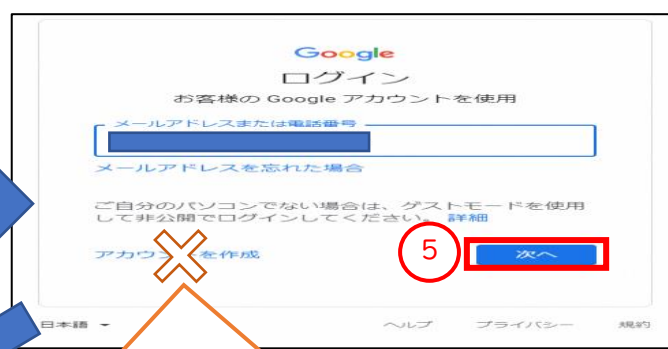 Google
ログイン
お客様の Google アカウントを使用
メールアドレスまたは電話番号
メールアドレスを忘れた場合
ご自分のパソコンでない場合は、ゲストモードを使用
して非公開でログインしてください。 詳細
アカウントを作成
5
次へ
日本語
ヘルプ プライバシー 規約